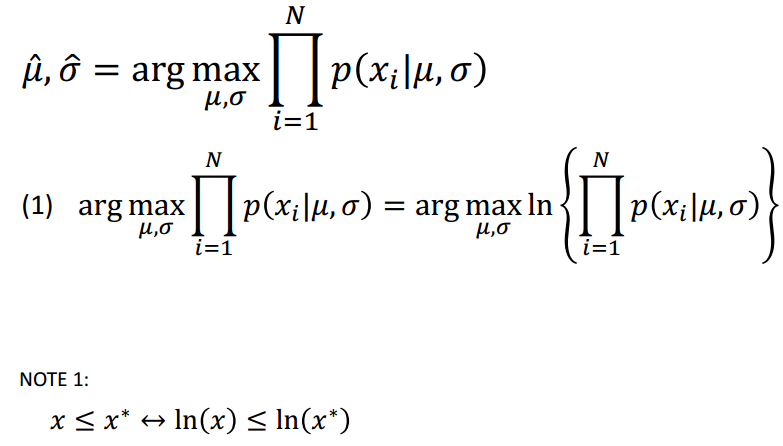 μ̂, σ̂ = arg max_{μ,σ} ∏_{i=1}^{N} p(x_i|μ, σ)
(1) arg max_{μ,σ} ∏_{i=1}^{N} p(x_i|μ, σ) = arg max_{μ,σ} ln {∏_{i=1}^{N} p(x_i|μ, σ)}
NOTE 1:
x ≤ x* ↔ ln(x) ≤ ln(x*)